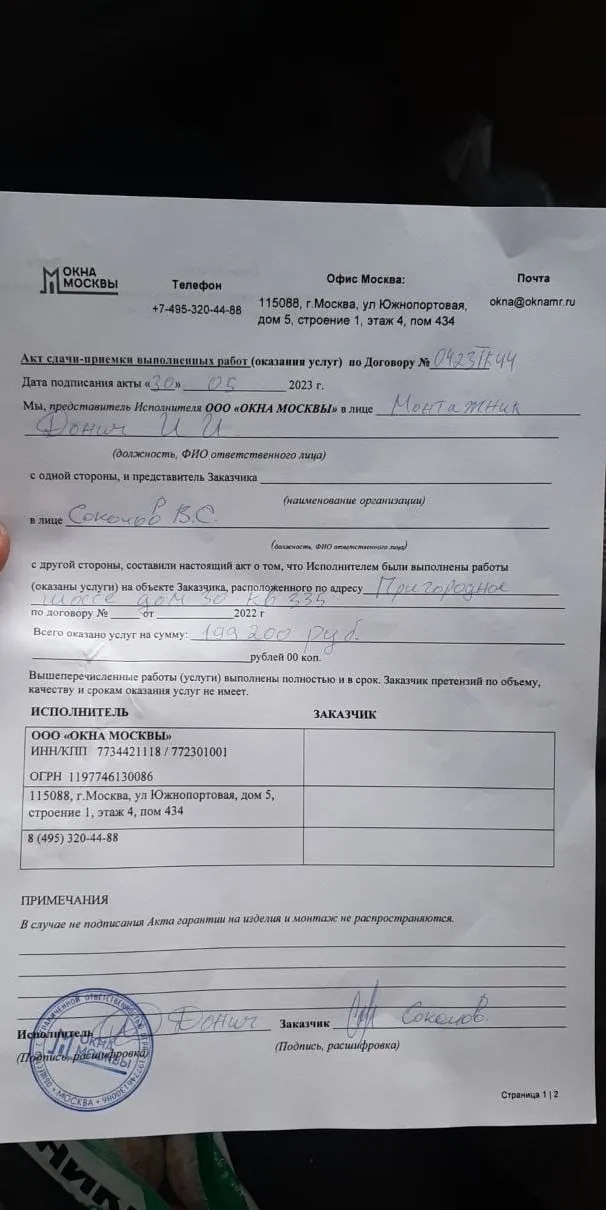 ОКНА
МОСКВЫ
Телефон
+7-495-320-44-88
Офис Москва:
115088, г.Москва, ул Южнопортовая,
дом 5, строение 1, этаж 4, пом 434
Почта
okna@oknamr.ru
Акт сдачи-приемки выполненных работ (оказания услуг) по Договору №
Дата подписания акты «30» 05 2023 г.
Мы, представитель Исполнителя ООО «ОКНА МОСКВЫ» в лице Монтажник
Донич И И.
(должность, ФИО ответственного лица)
с одной стороны, и представитель Заказчика
(наименование организации)
в лице В.С.
(должность, ФИО ответственного лица)
с другой стороны, составили настоящий акт о том, что Исполнителем были выполнены работы
(оказаны услуги) на объекте Заказчика, расположенного по адресу Пригородное
шоссе дом 30 кв 335
по договору № от 2022 г
Всего оказано услуг на сумму: 199 200 руб.
рублей 00 коп.
Вышеперечисленные работы (услуги) выполнены полностью и в срок. Заказчик претензий по объему,
качеству и срокам оказания услуг не имеет.
ИСПОЛНИТЕЛЬ ЗАКАЗЧИК
ООО «ОКНА МОСКВЫ»
ИНН/КПП 7734421118 / 772301001
ОГРН 1197746130086
115088, г.Москва, ул Южнопортовая, дом 5,
строение 1, этаж 4, пом 434
8 (495) 320-44-88
ПРИМЕЧАНИЯ
В случае не подписания Акта гарантии на изделия и монтаж не распространяются.
Исполнитель Донич Заказчик
(Подпись, расшифровка) (Подпись, расшифровка)
ОКНА
МОСКВЫ
МОСКВА
Страница 1 | 2